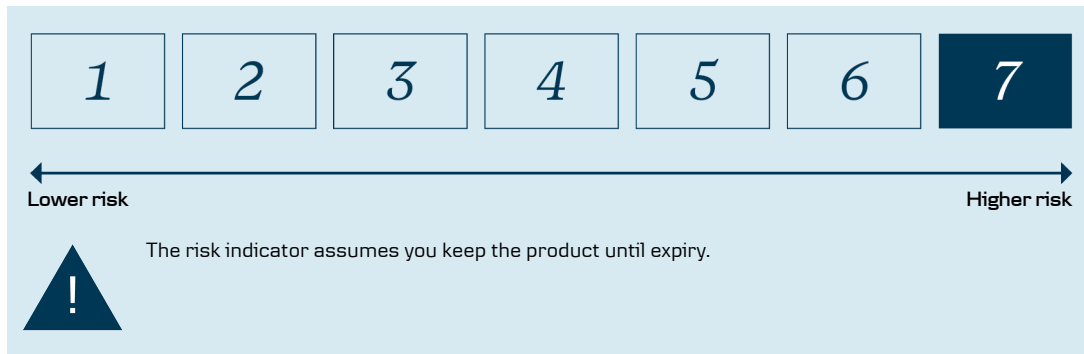 1 2 3 4 5 6 7
Lower risk Higher risk
The risk indicator assumes you keep the product until expiry.
!